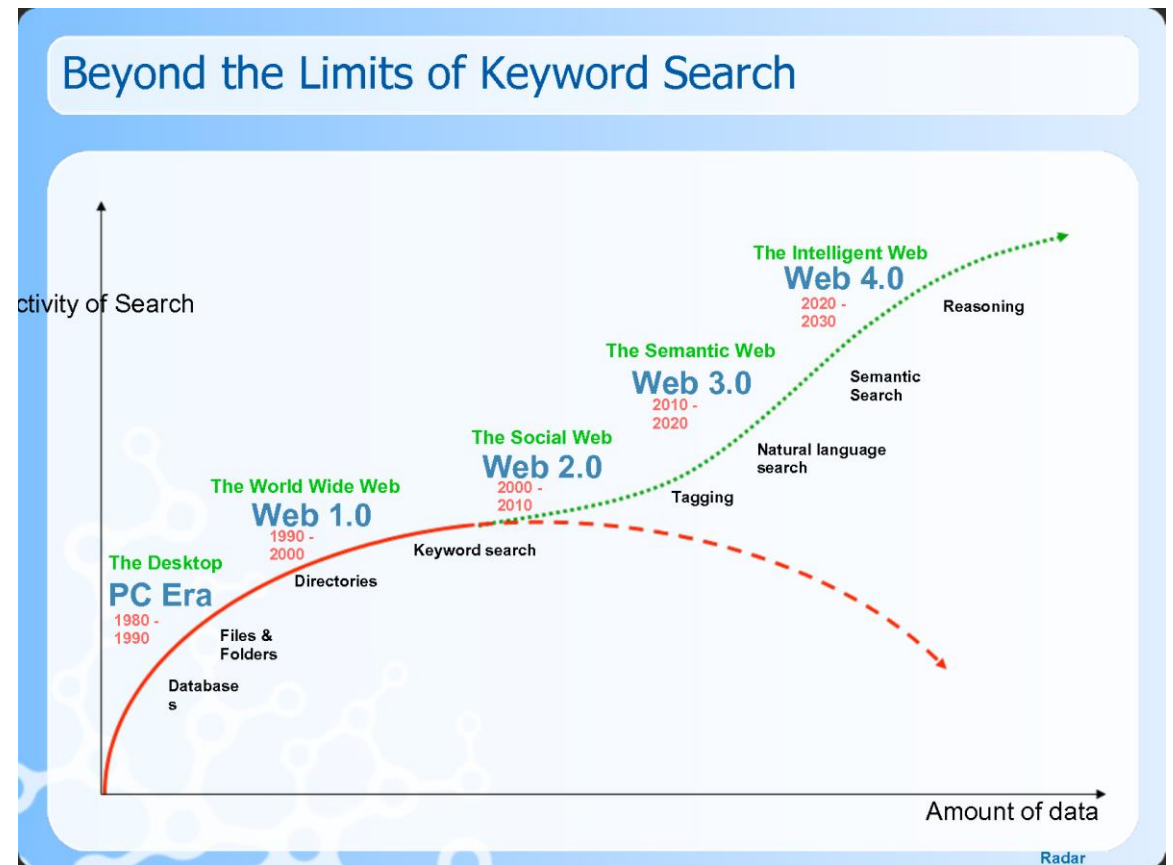 Beyond the Limits of Keyword Search
ctivity of Search
The Intelligent Web
Web 4.0
2020 -
2030
Reasoning
The Semantic Web
Web 3.0
2010 -
2020
Semantic
Search
The Social Web
Web 2.0
2000 -
2010
Natural language
search
Tagging
The World Wide Web
Web 1.0
1990 -
2000
Keyword search
Directories
The Desktop
PC Era
1980 -
1990
Files &
Folders
Database
s
Amount of data
Radar